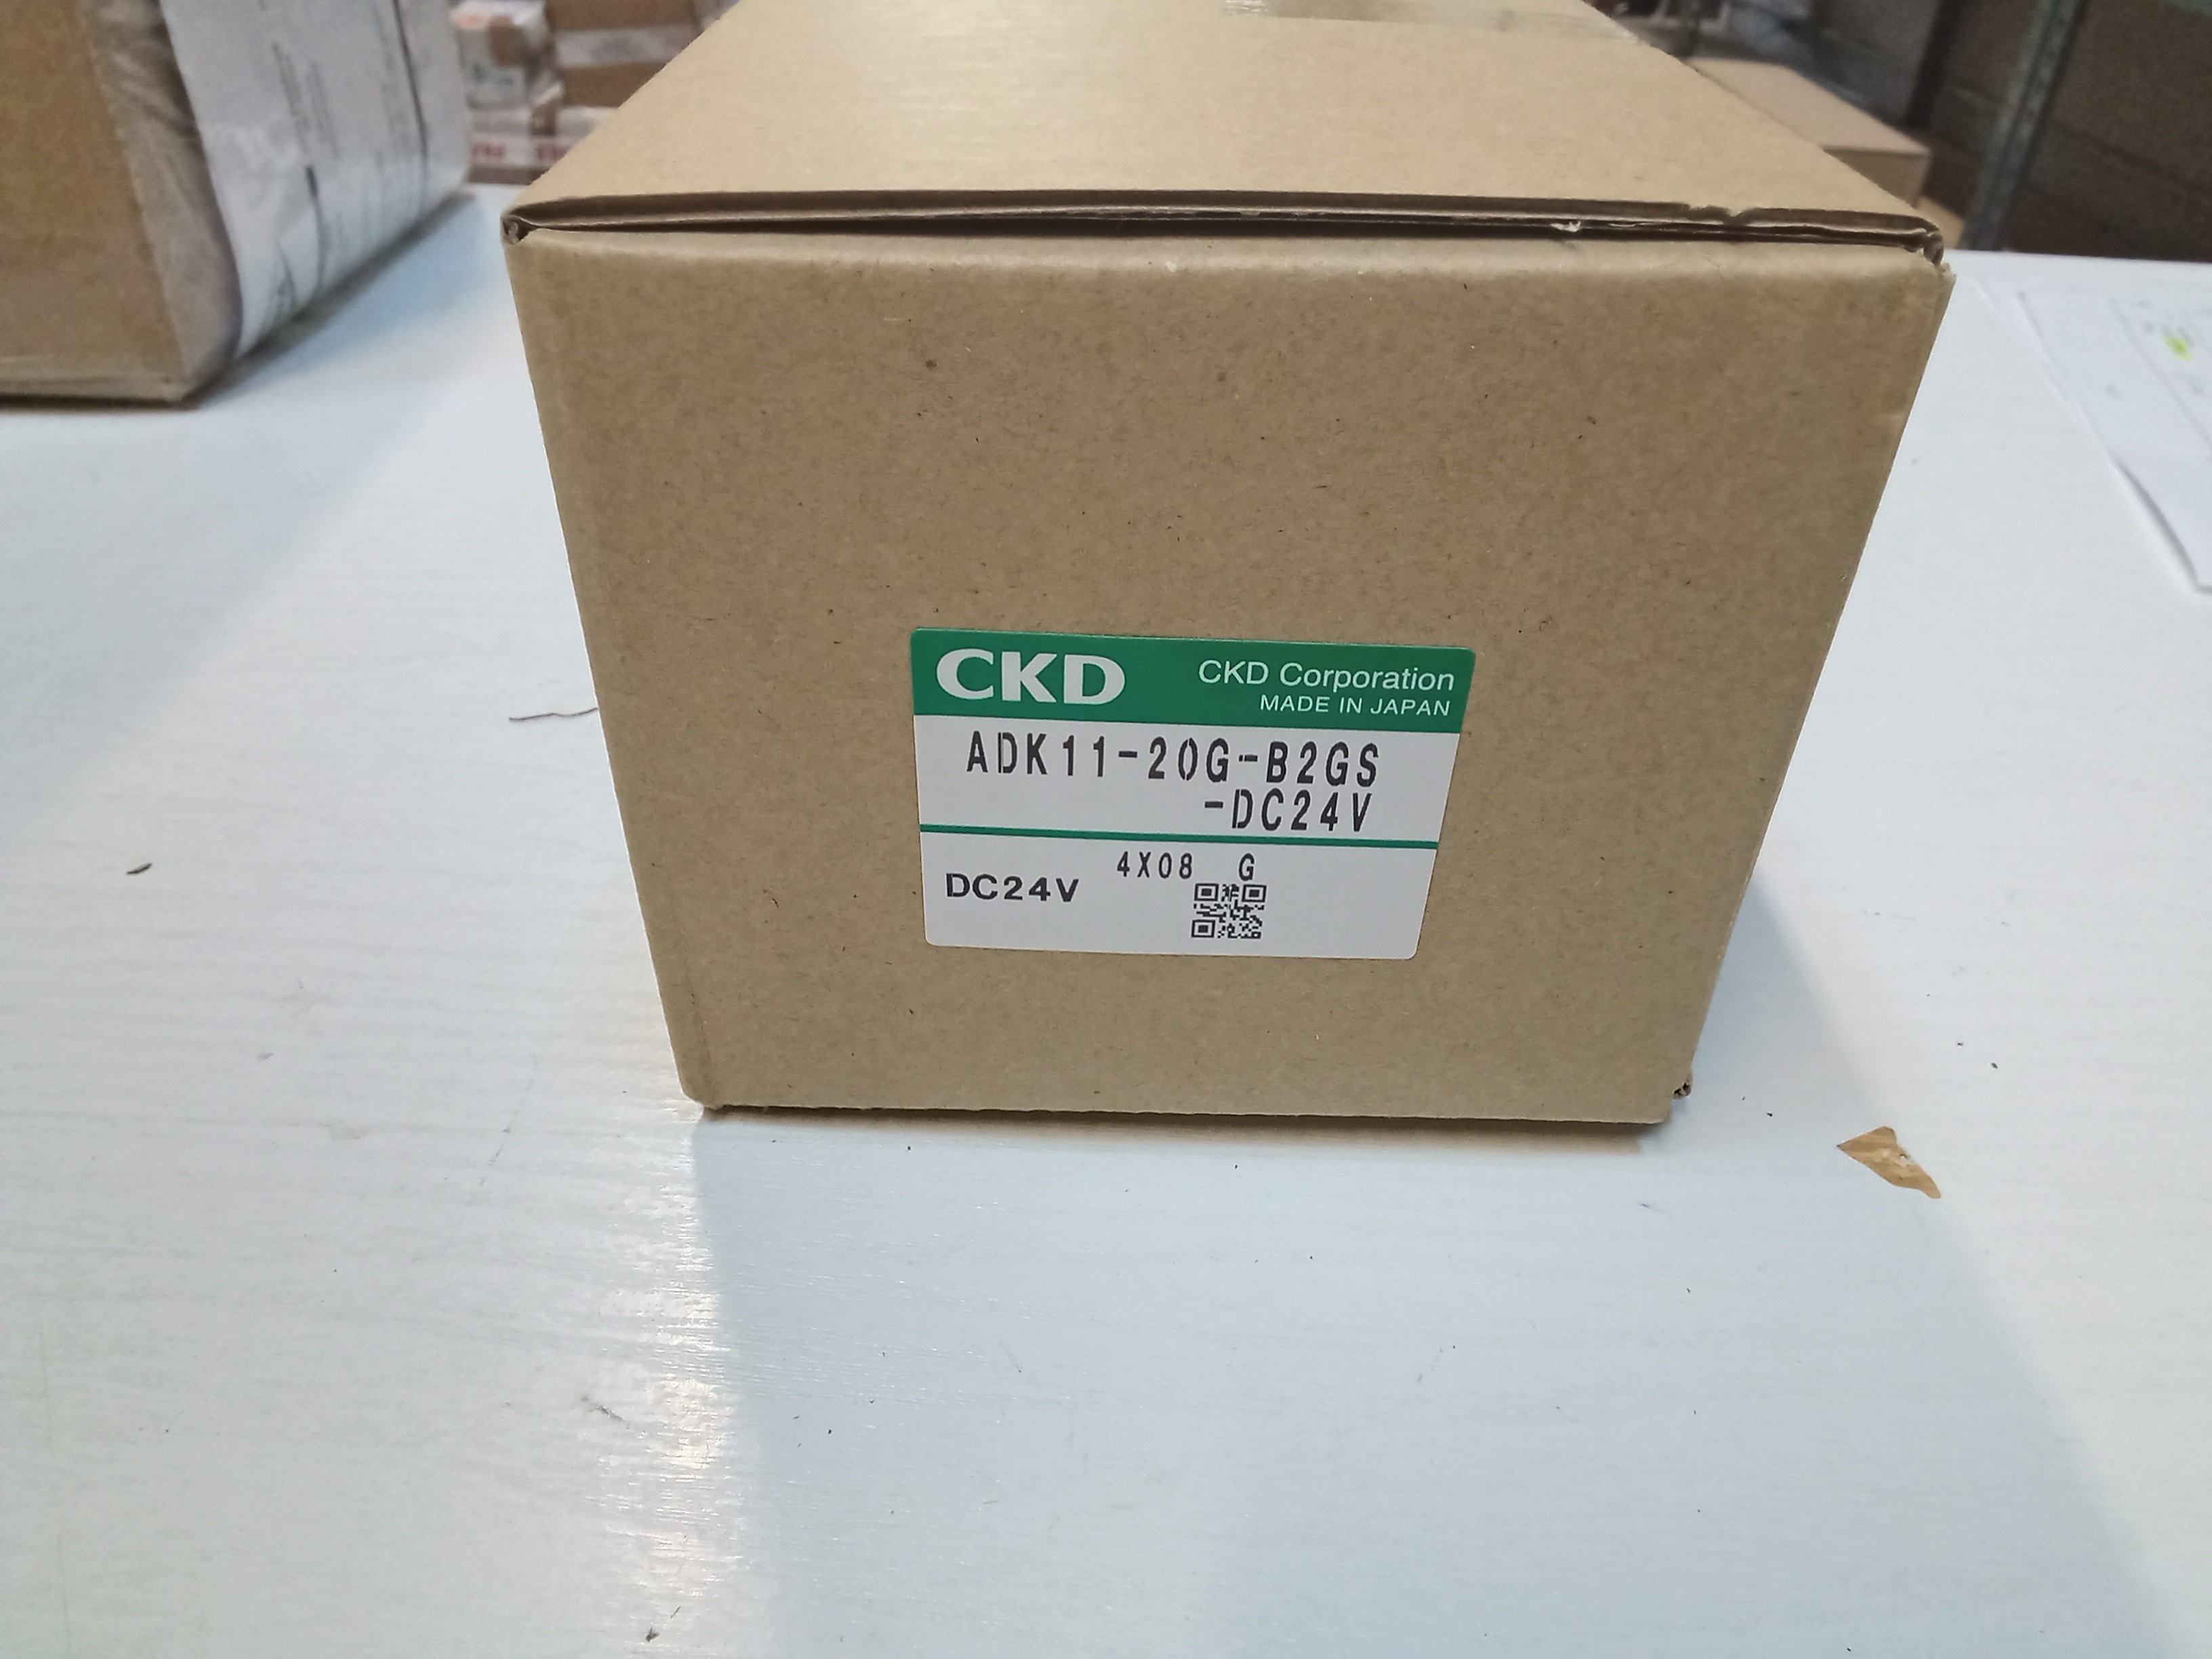 CKD
CKD Corporation
MADE IN JAPAN
ADK11-20G-B2GS
-DC24V
4X08 G
DC24V